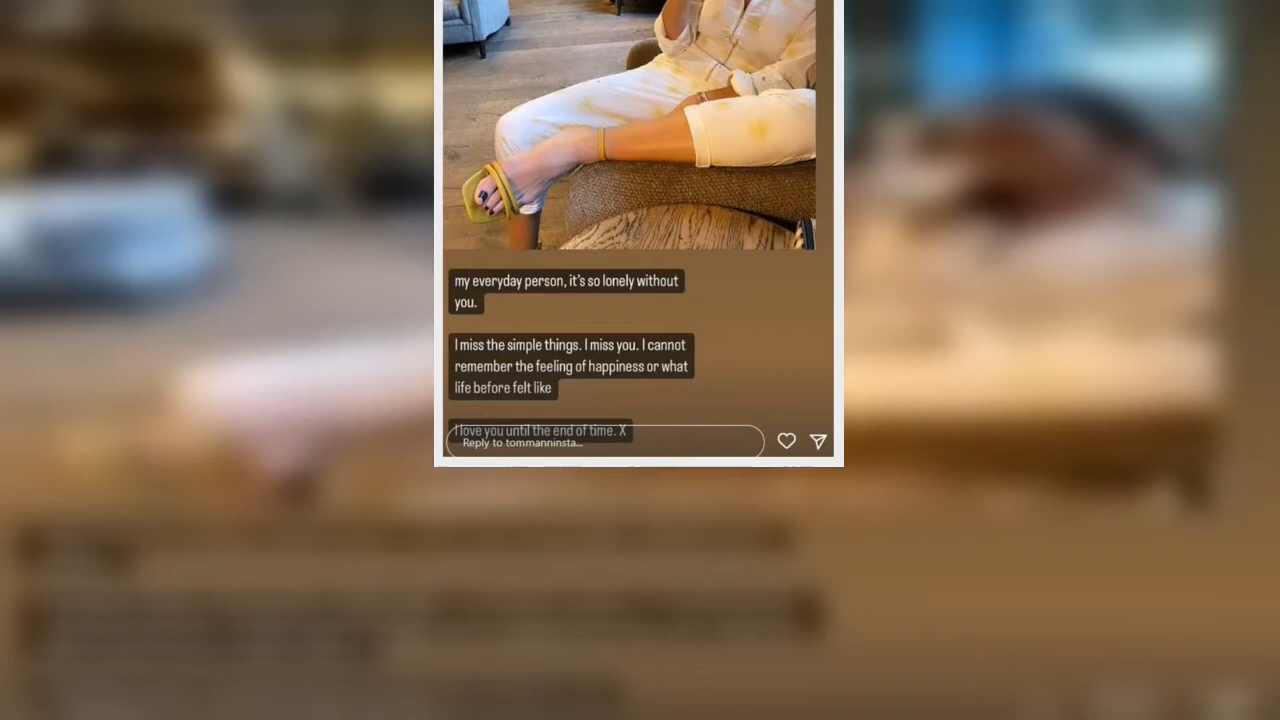 my everyday person, it's so lonely without
you.
I miss the simple things. I miss you. I cannot
remember the feeling of happiness or what
life before felt like
I love you until the end of time. X
Reply to tommanninsta...